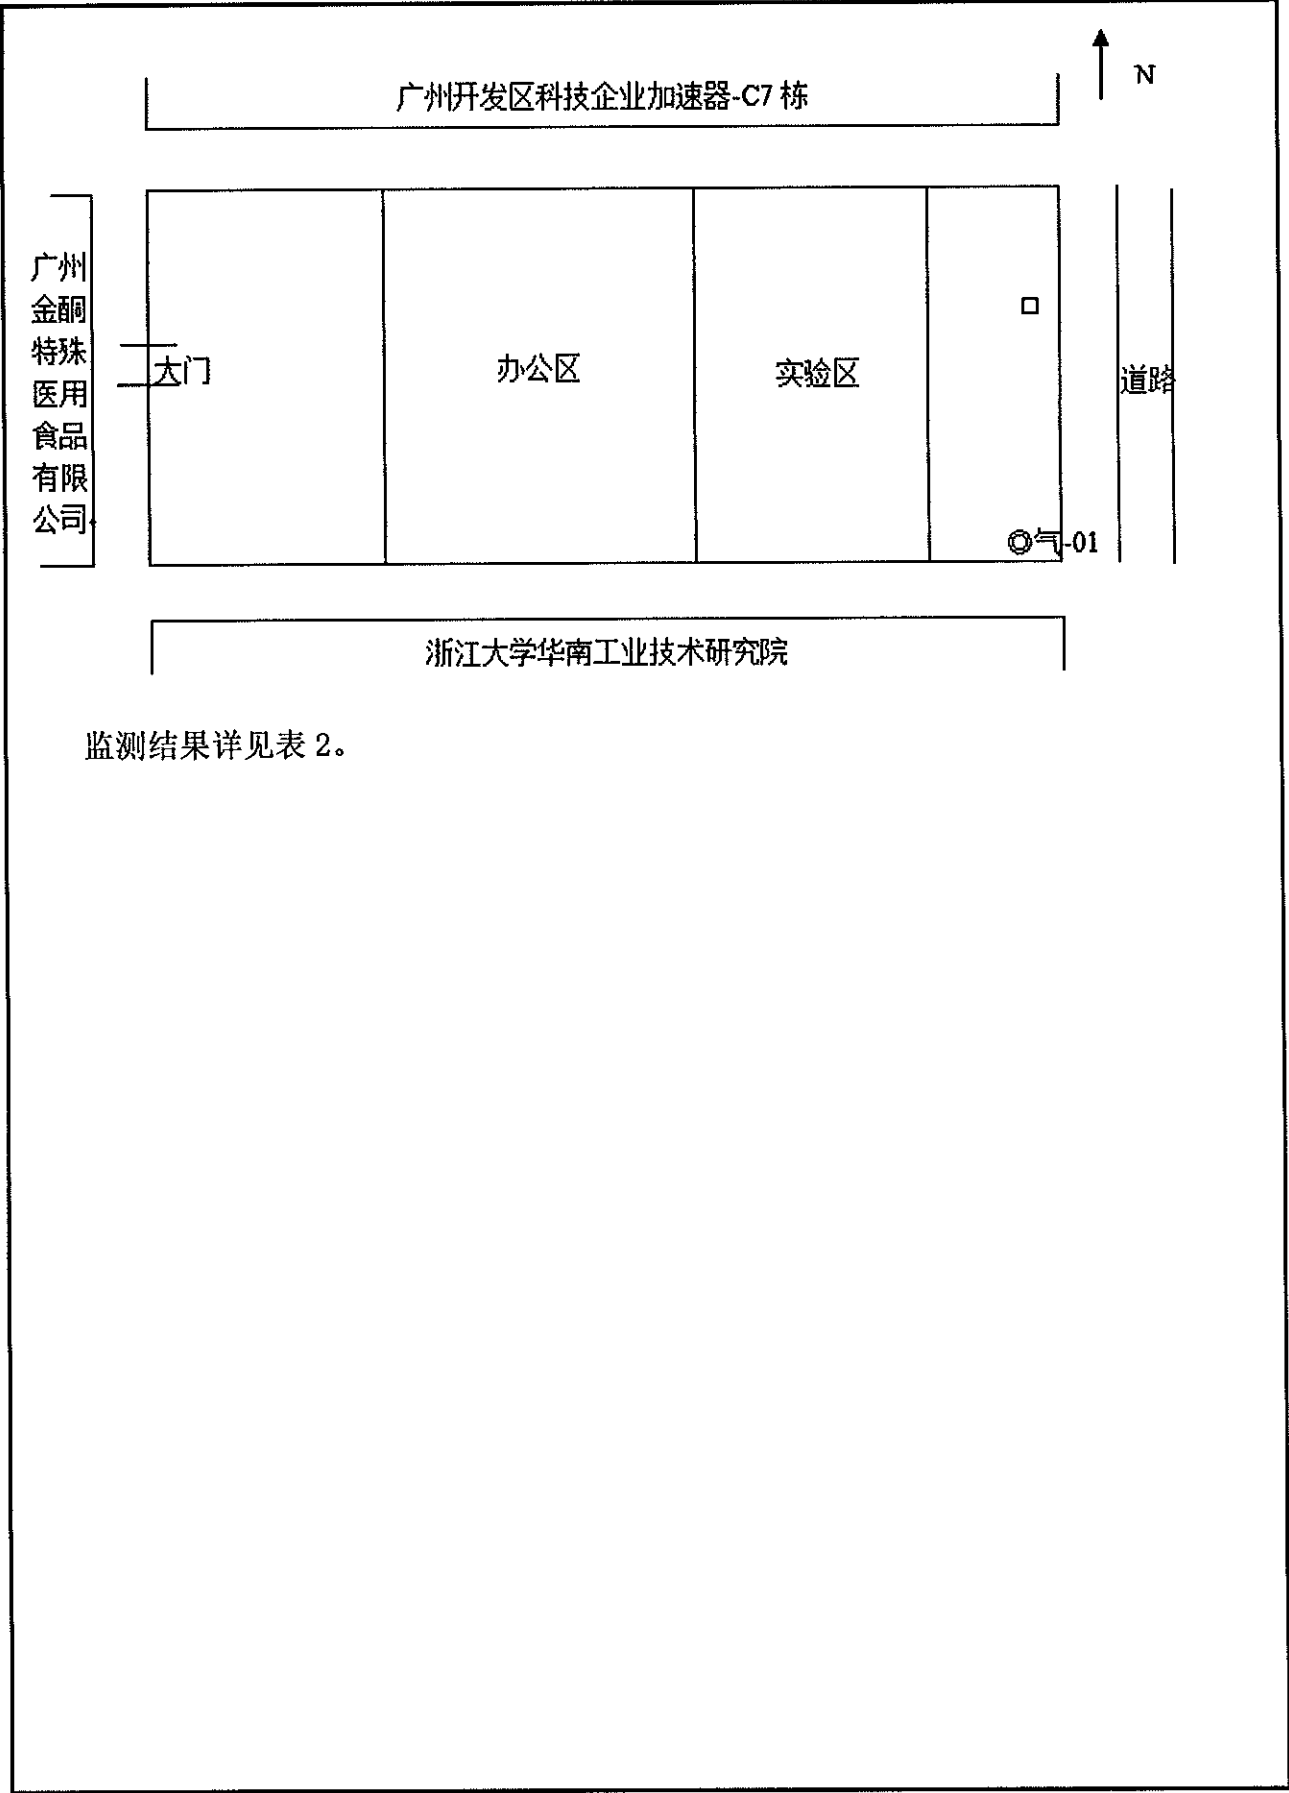 N
广州开发区科技企业加速器-C7 栋
广州
金酮
特殊
医用
食品
有限
公司
大门
办公区
实验区
道路
◎气-01
浙江大学华南工业技术研究院
监测结果详见表 2。